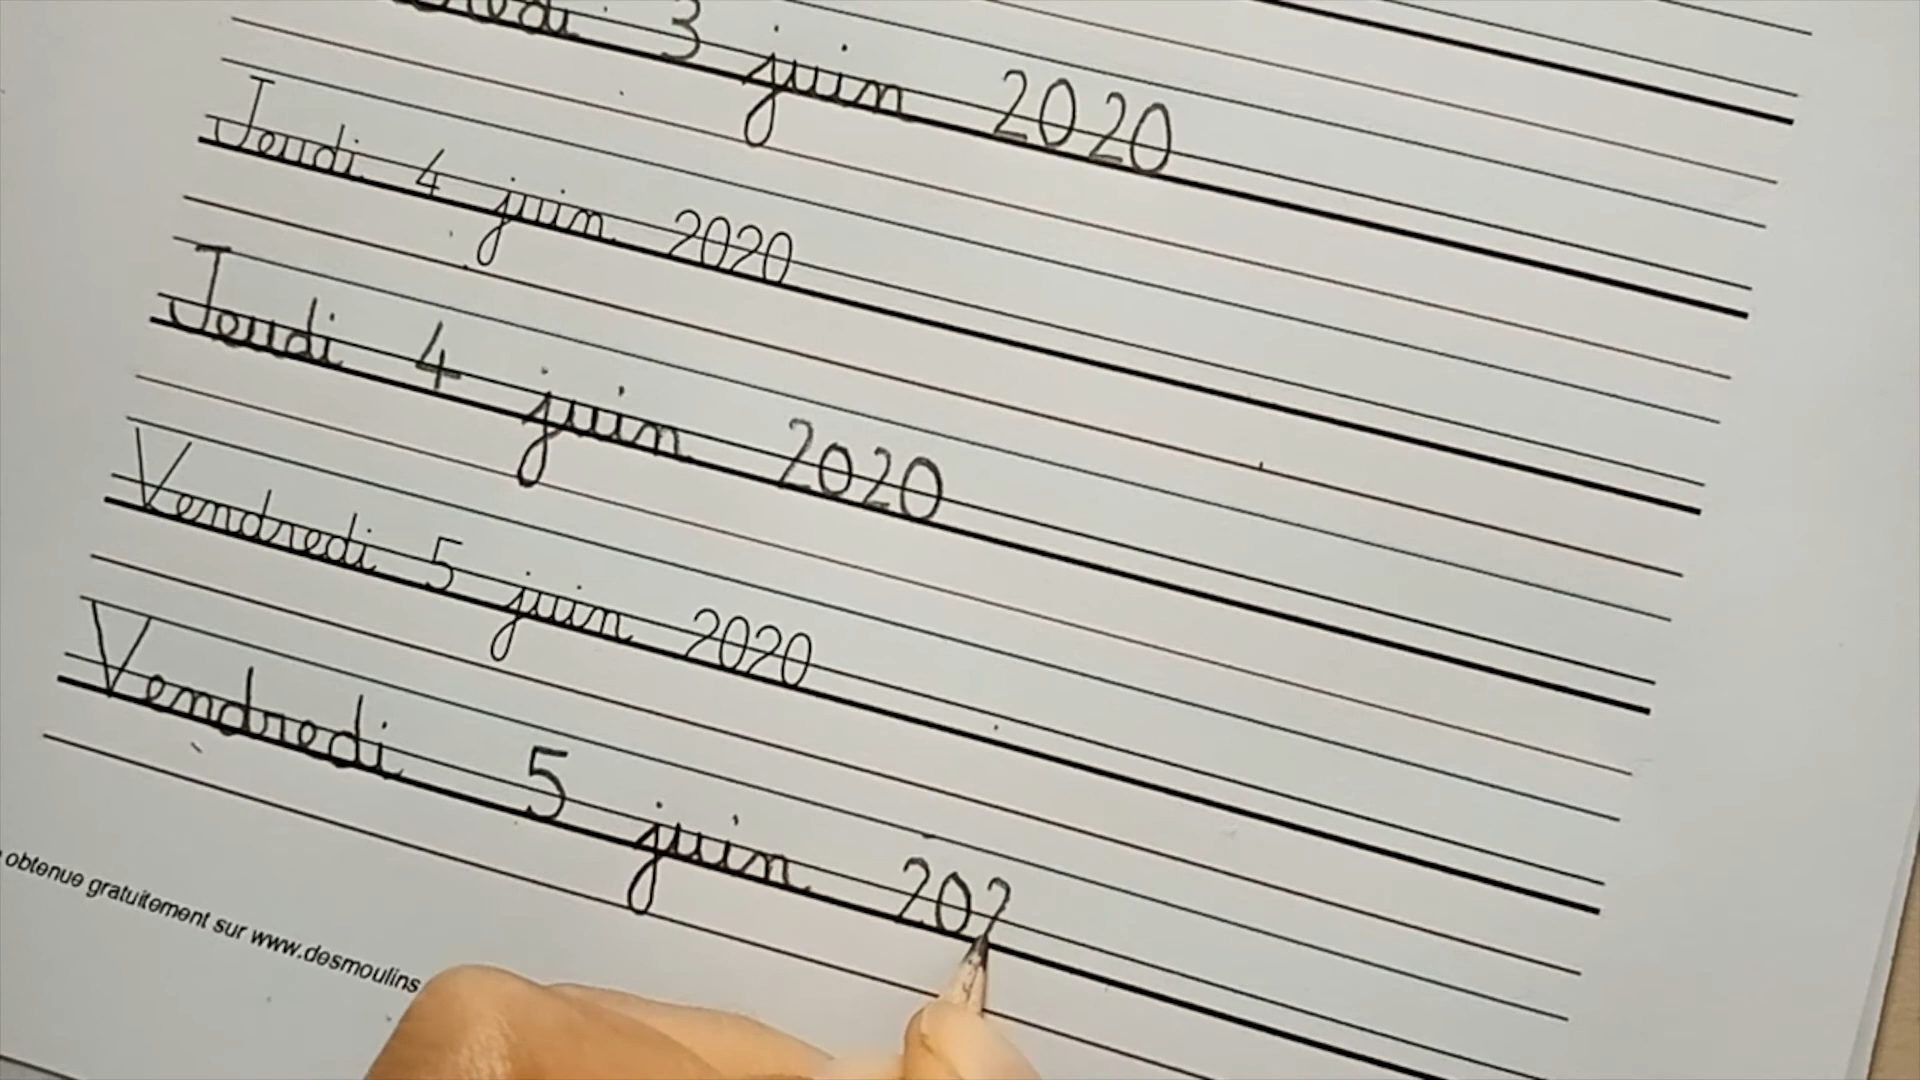 3 juin 2020
Jeudi 4 juin 2020
Jeudi 4 juin 2020
Vendredi 5 juin 2020
Vendredi 5 juin 202
obtenue gratuitement sur www.desmoulins